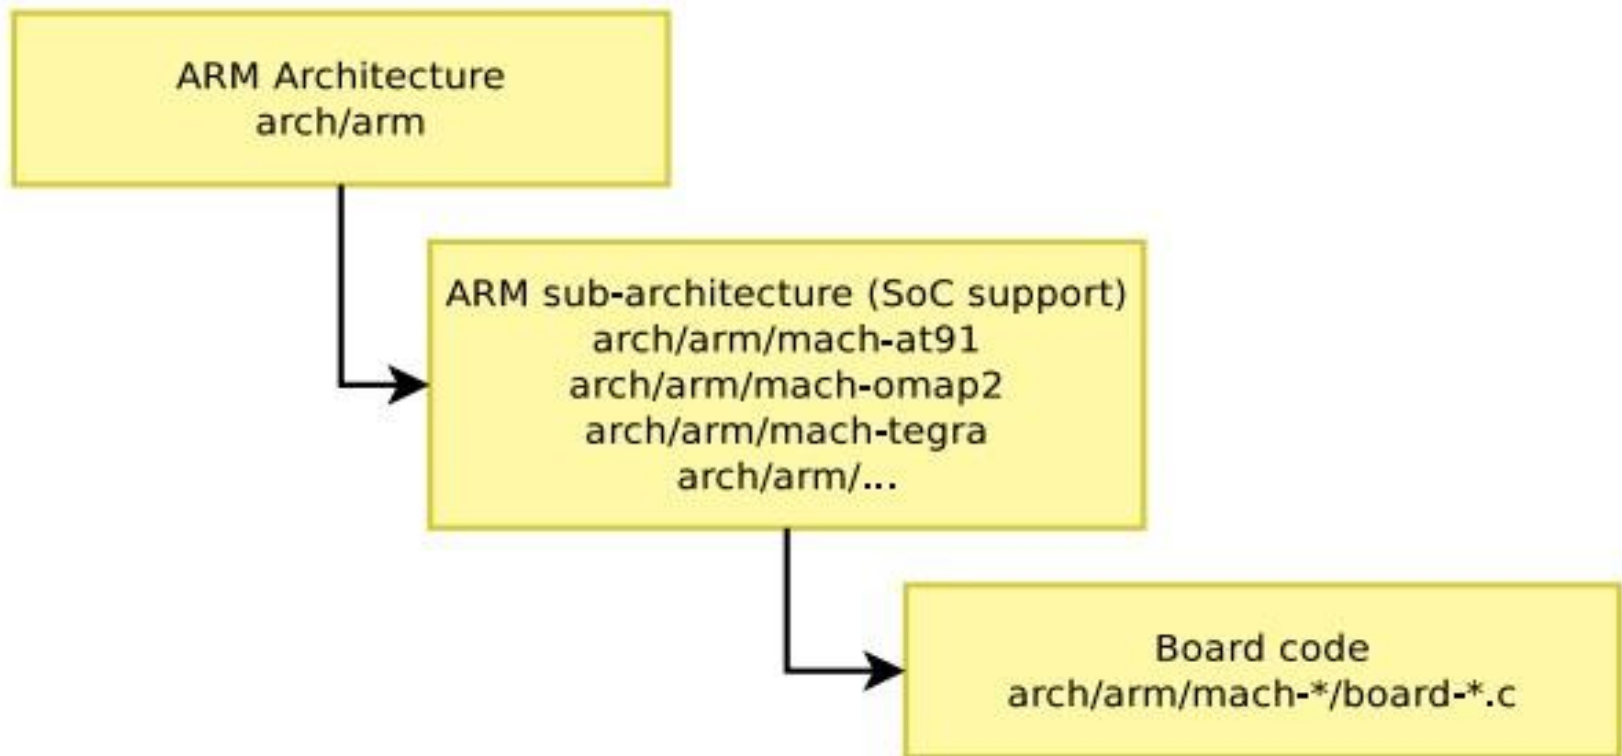 ARM Architecture
arch/arm
ARM sub-architecture (SoC support)
arch/arm/mach-at91
arch/arm/mach-omap2
arch/arm/mach-tegra
arch/arm/...
Board code
arch/arm/mach-*/board-*.c